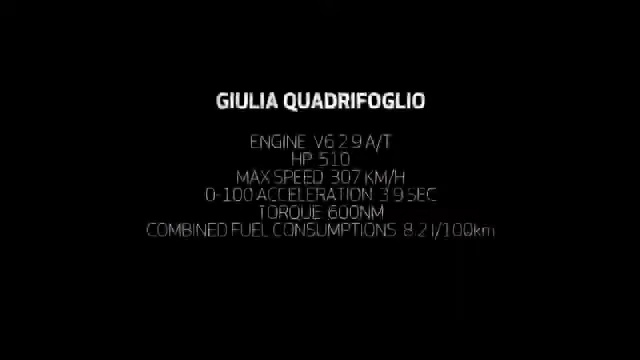 GIULIA QUADRIFOGLIO
ENGINE V6 2.9 A/T
HP 510
MAX SPEED 307 KM/H
0-100 ACCELERATION 3.9 SEC
TORQUE 600NM
COMBINED FUEL CONSUMPTIONS 8.2 l/100km